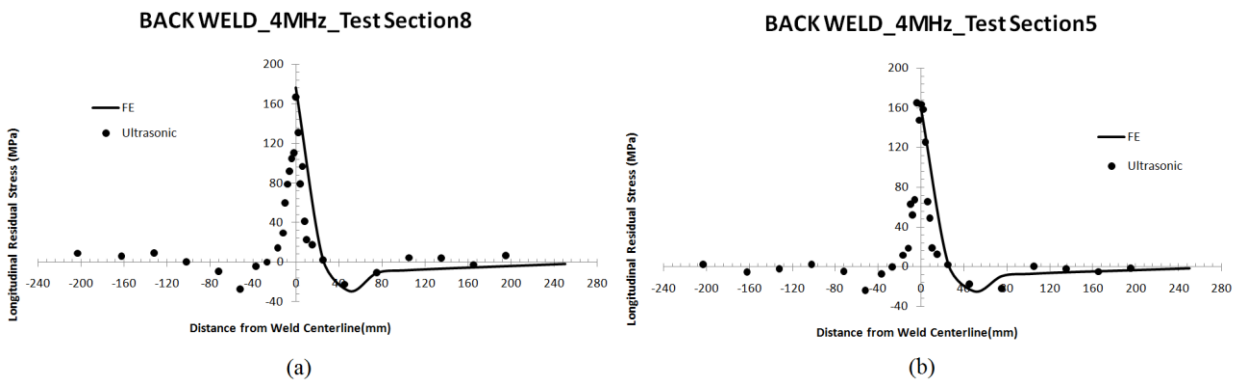 BACK WELD_4MHz_Test Section8
Longitudinal Residual Stress (MPa)
200
160
120
80
40
0
-40
-240 -200 -160 -120 -80 -40 0 40 80 120 160 200 240 280
FE
Ultrasonic
Distance from Weld Centerline(mm)
(a)
BACK WELD_4MHz_Test Section5
Longitudinal Residual Stress (MPa)
200
160
120
80
40
0
-40
-240 -200 -160 -120 -80 -40 0 40 80 120 160 200 240 280
FE
Ultrasonic
Distance from Weld Centerline(mm)
(b)